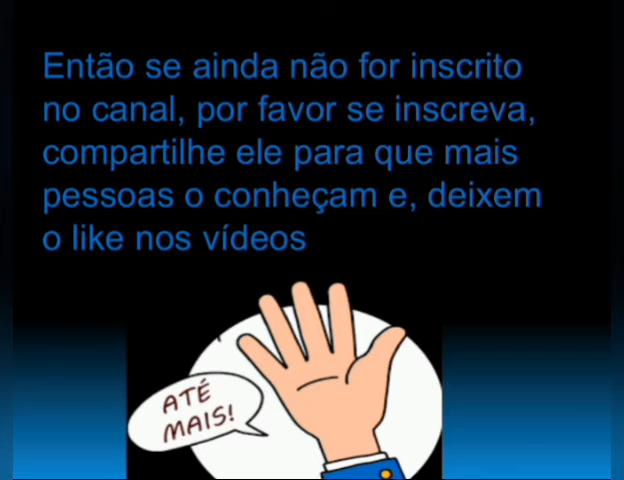 Então se ainda não for inscrito
no canal, por favor se inscreva,
compartilhe ele para que mais
pessoas o conheçam e, deixem
o like nos vídeos
ATÉ
MAIS!